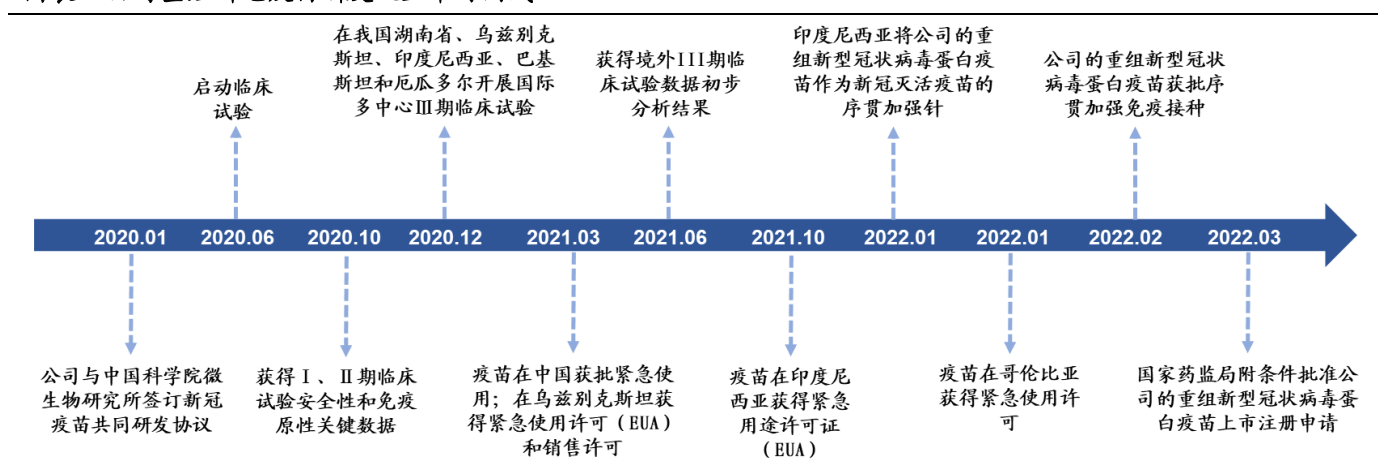 在我国湖南省、乌兹别克
斯坦、印度尼西亚、巴基
斯坦和厄瓜多尔开展国际
多中心Ⅲ期临床试验
启动临床
试验
获得境外III期临
床试验数据初步
分析结果
印度尼西亚将公司的重
组新型冠状病毒蛋白疫
苗作为新冠灭活疫苗的
序贯加强针
公司的重组新型冠状
病毒蛋白疫苗获批序
贯加强免疫接种
2020.01 2020.06 2020.10 2020.12 2021.03 2021.06 2021.10 2022.01 2022.01 2022.02 2022.03
公司与中国科学院微
生物研究所签订新冠
疫苗共同研发协议
获得Ⅰ、Ⅱ期临床
试验安全性和免疫
原性关键数据
疫苗在中国获批紧急使
用；在乌兹别克斯坦获
得紧急使用许可（EUA）
和销售许可
疫苗在印度尼
西亚获得紧急
用途许可证
（EUA）
疫苗在哥伦比亚
获得紧急使用许
可
国家药监局附条件批准公
司的重组新型冠状病毒蛋
白疫苗上市注册申请